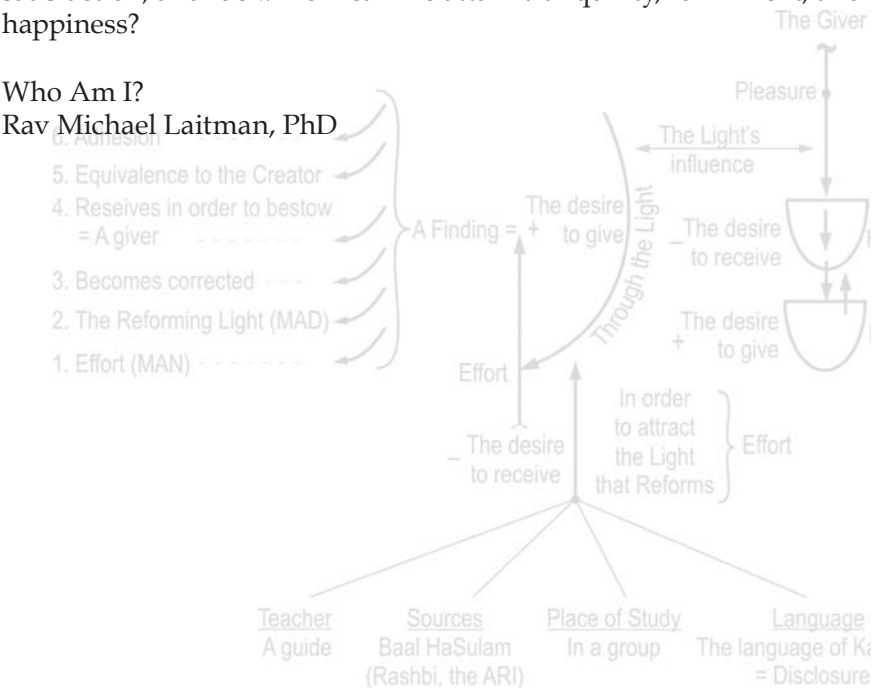 happiness?
Who Am I?
Rav Michael Laitman, PhD
The Giver
Pleasure
The Light's
influence
6. Adhesion
5. Equivalence to the Creator
4. Reseives in order to bestow
= A giver
3. Becomes corrected
2. The Reforming Light (MAD)
1. Effort (MAN)
A Finding = +
The desire
to give
Through the Light
− The desire
to receive
+ The desire
to give
Effort
− The desire
to receive
In order
to attract
the Light
that Reforms
Effort
Teacher
A guide
Sources
Baal HaSulam
(Rashbi, the ARI)
Place of Study
In a group
Language
The language of
= Disclosure